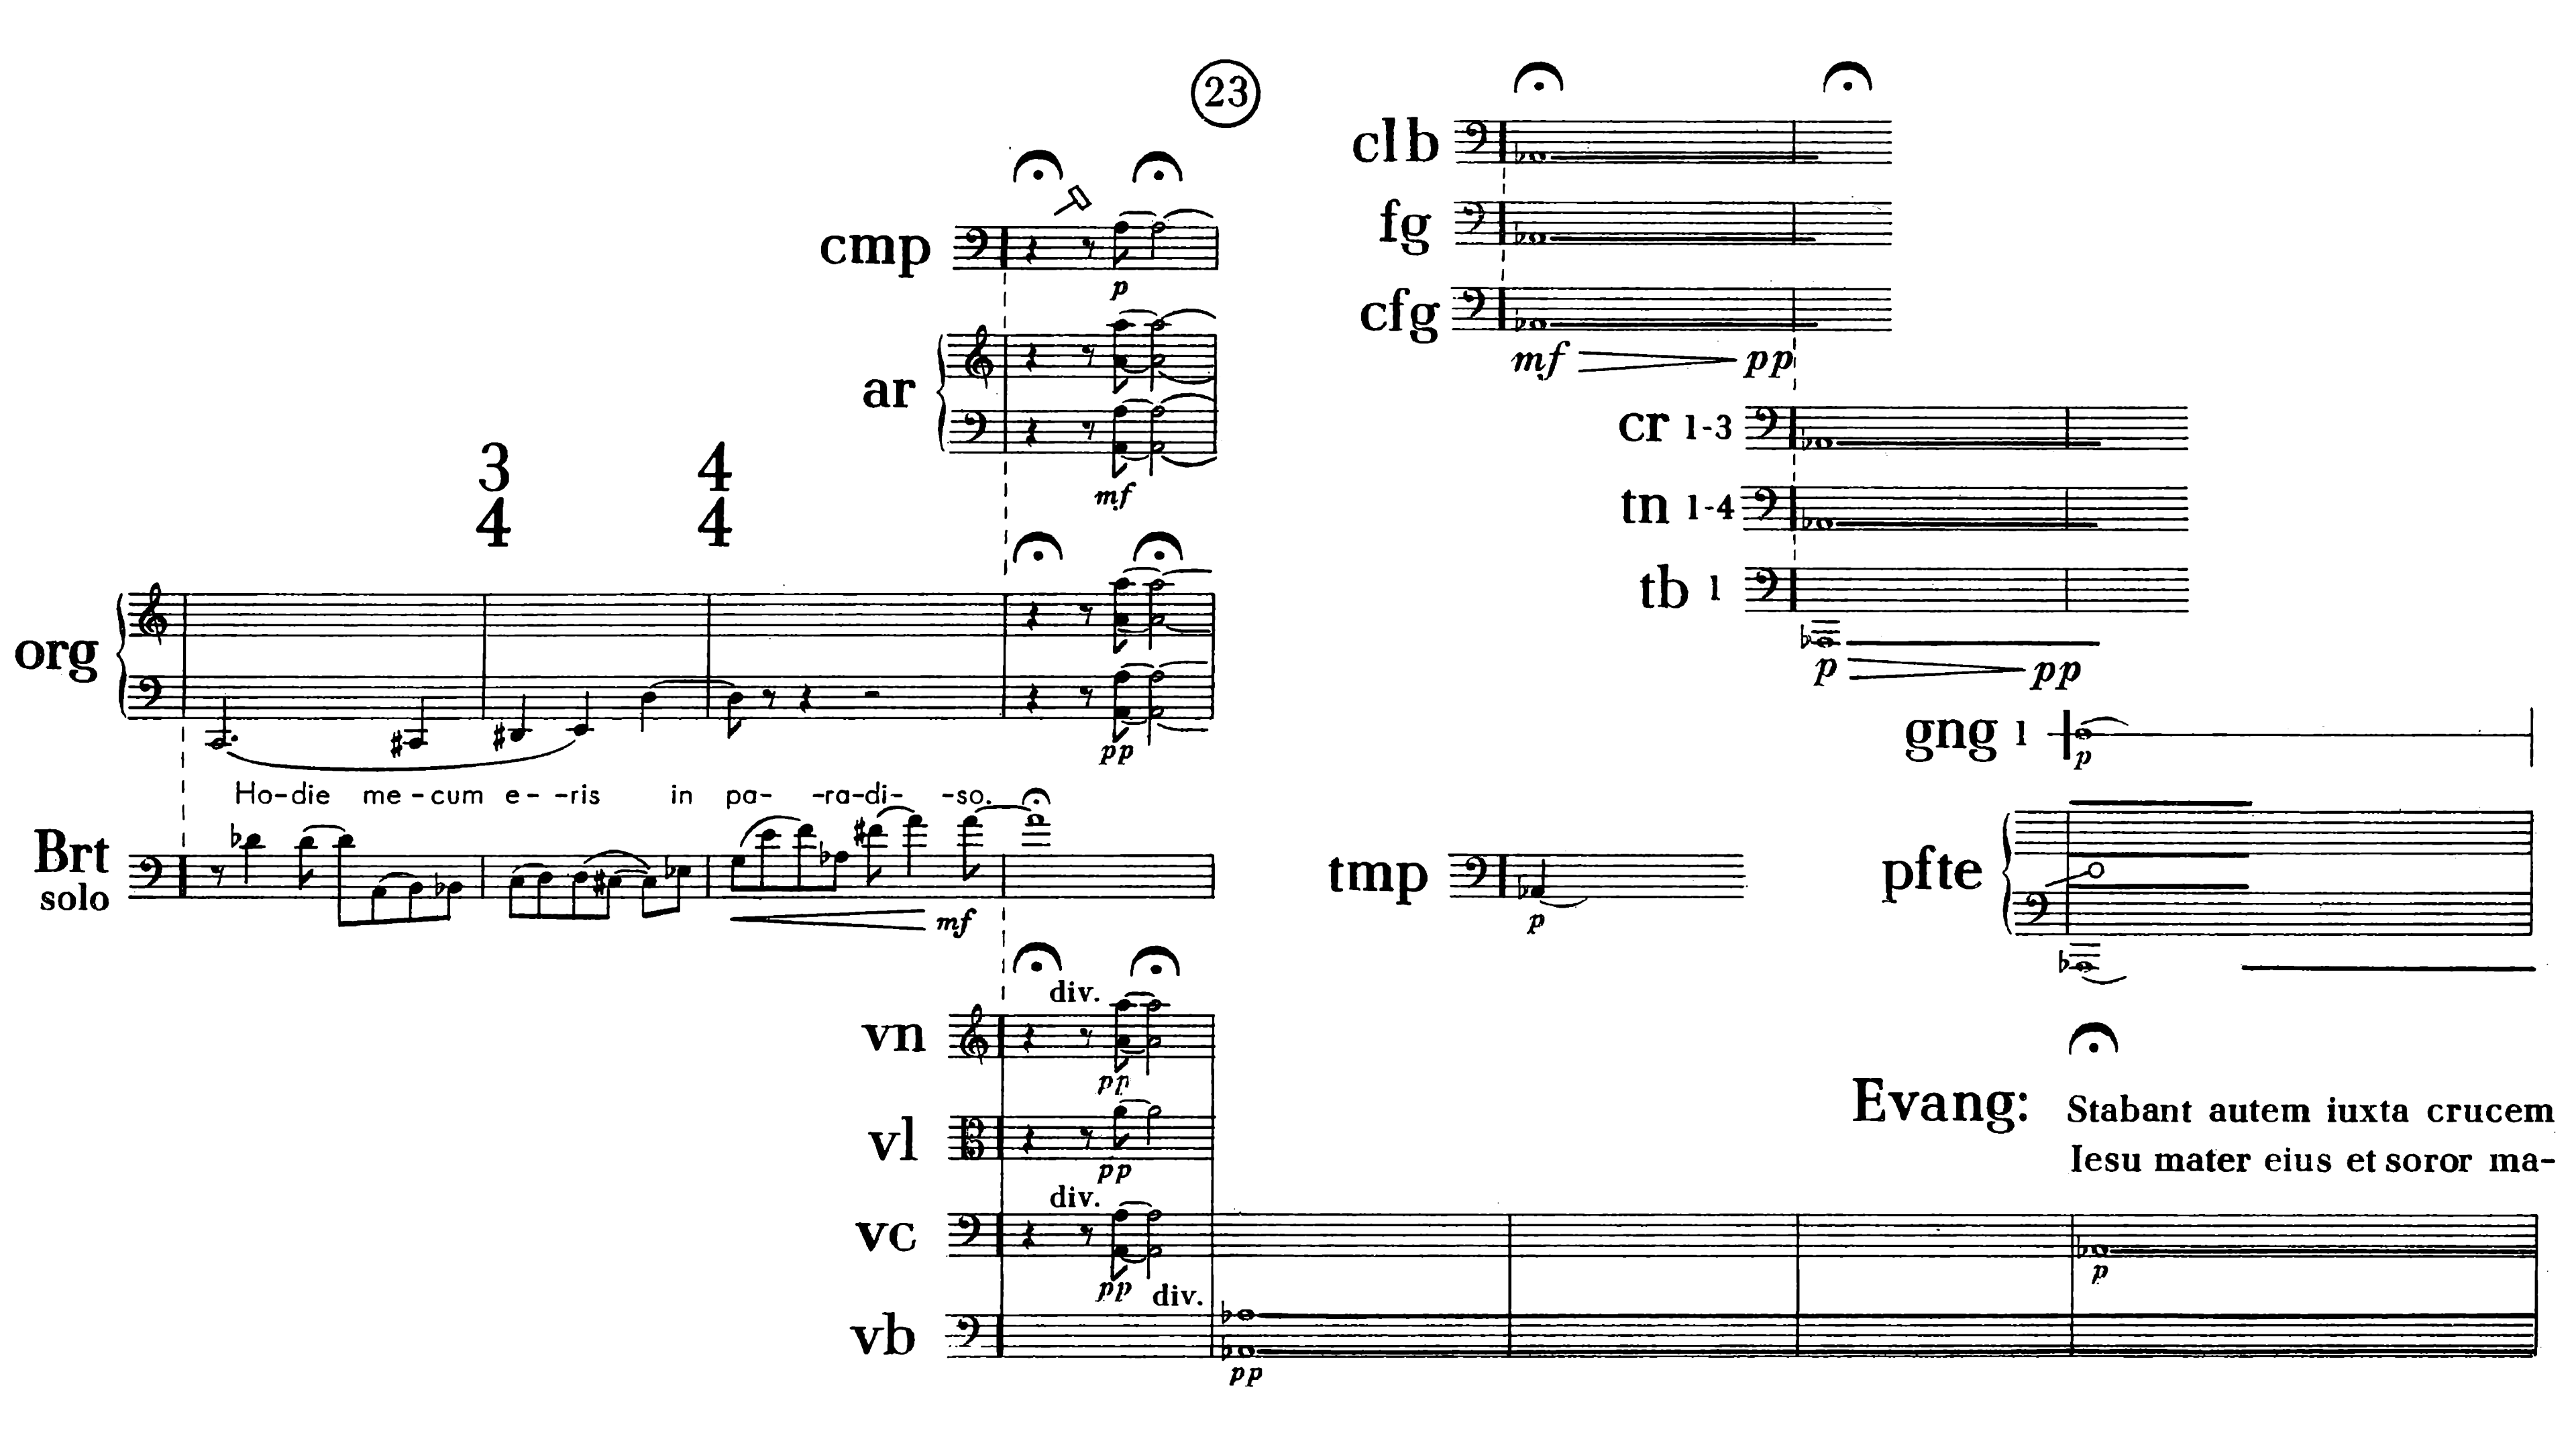 23
clb
fg
cmp
p
cfg
mf pp
ar
mf
cr 1-3
3 4
4 4
tn 1-4
tb 1
p pp
org
pp
gng 1
p
Ho-die me-cum e--ris in pa- -ra-di- -so.
Brt
solo
mf
tmp
p
pfte
div.
vn
pp
Evang: Stabant autem iuxta crucem
Iesu mater eius et soror ma-
vl
pp
div.
vc
pp
p
div.
vb
pp